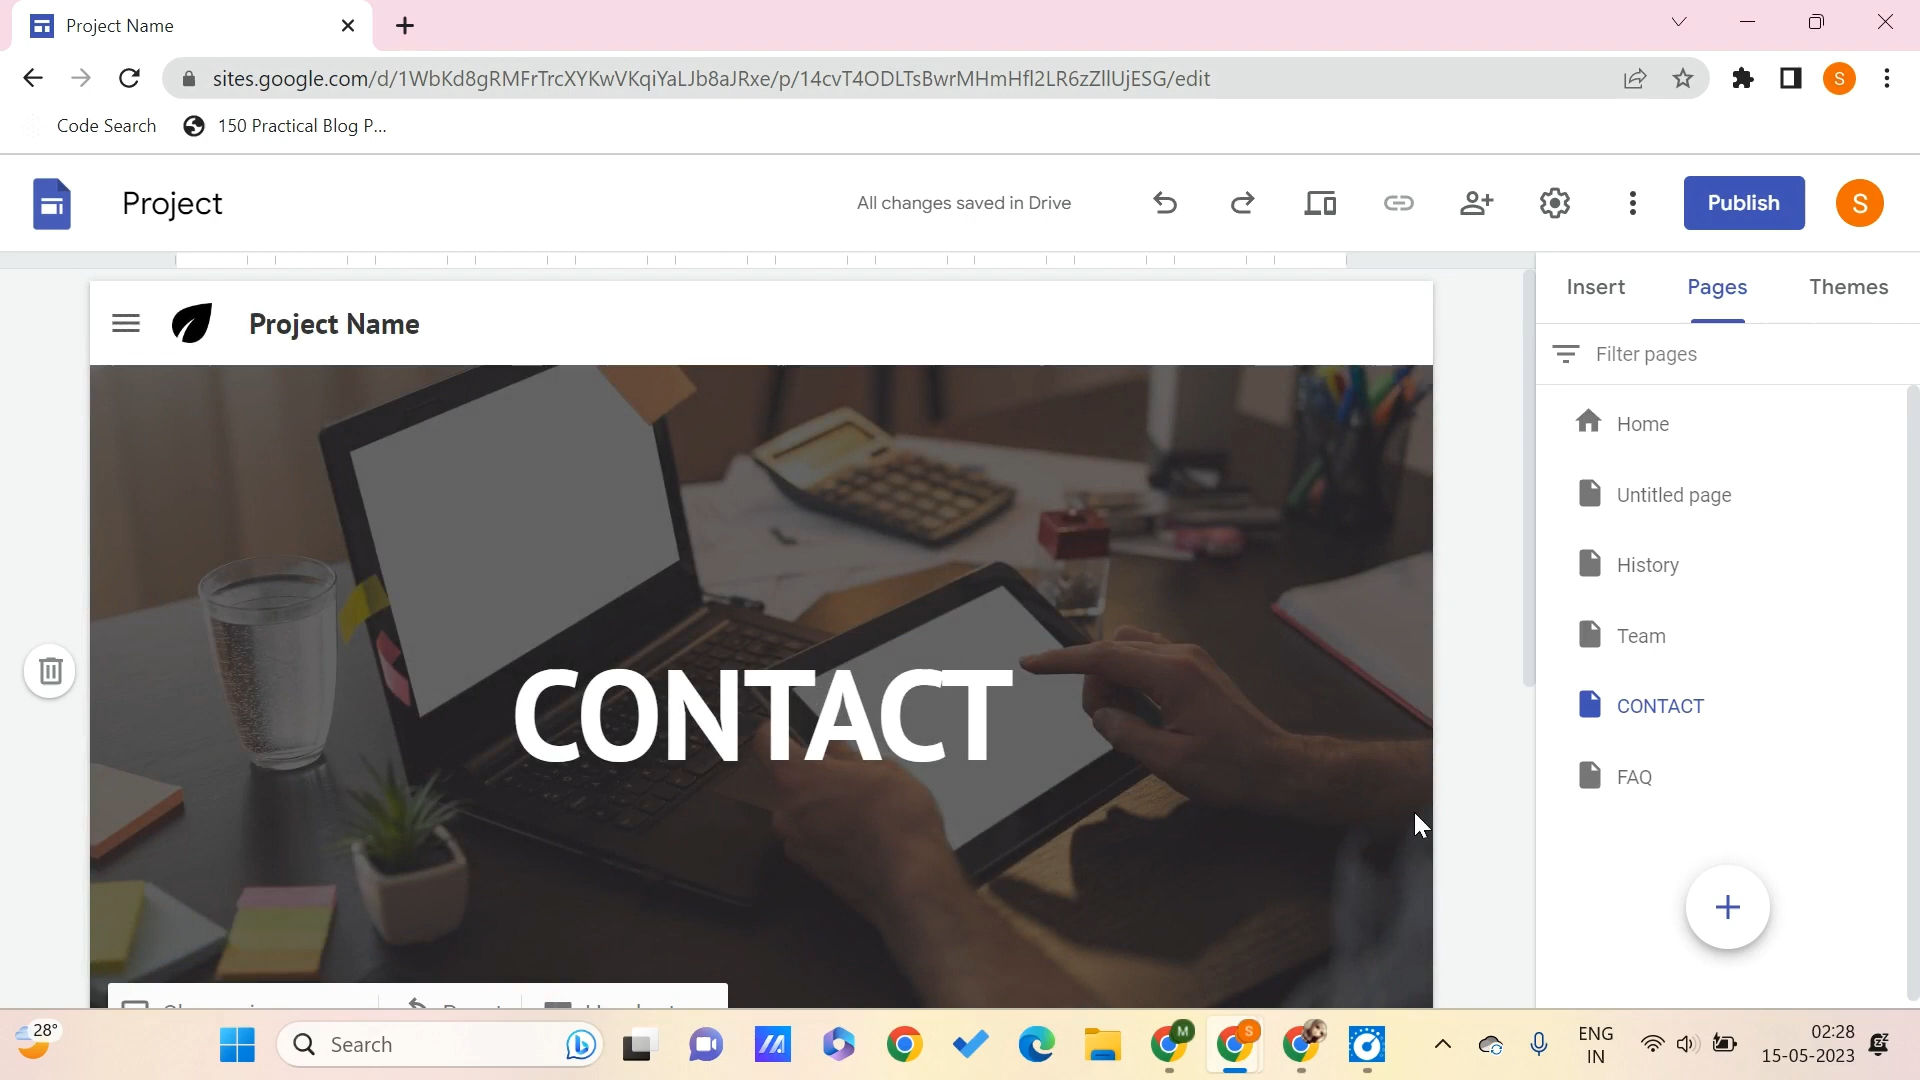 Project Name
sites.google.com/d/1WbKd8gRMFrTrcXYKwVKqiYaLJb8aJRxe/p/14cvT4ODLTsBwrMHmHfl2LR6zZllUjESG/edit
S
Code Search
150 Practical Blog P...
Project
All changes saved in Drive
Publish
S
Insert
Pages
Themes
Project Name
Filter pages
Home
Untitled page
History
Team
CONTACT
CONTACT
FAQ
28°
Search
M
S
ENG
IN
02:28
15-05-2023